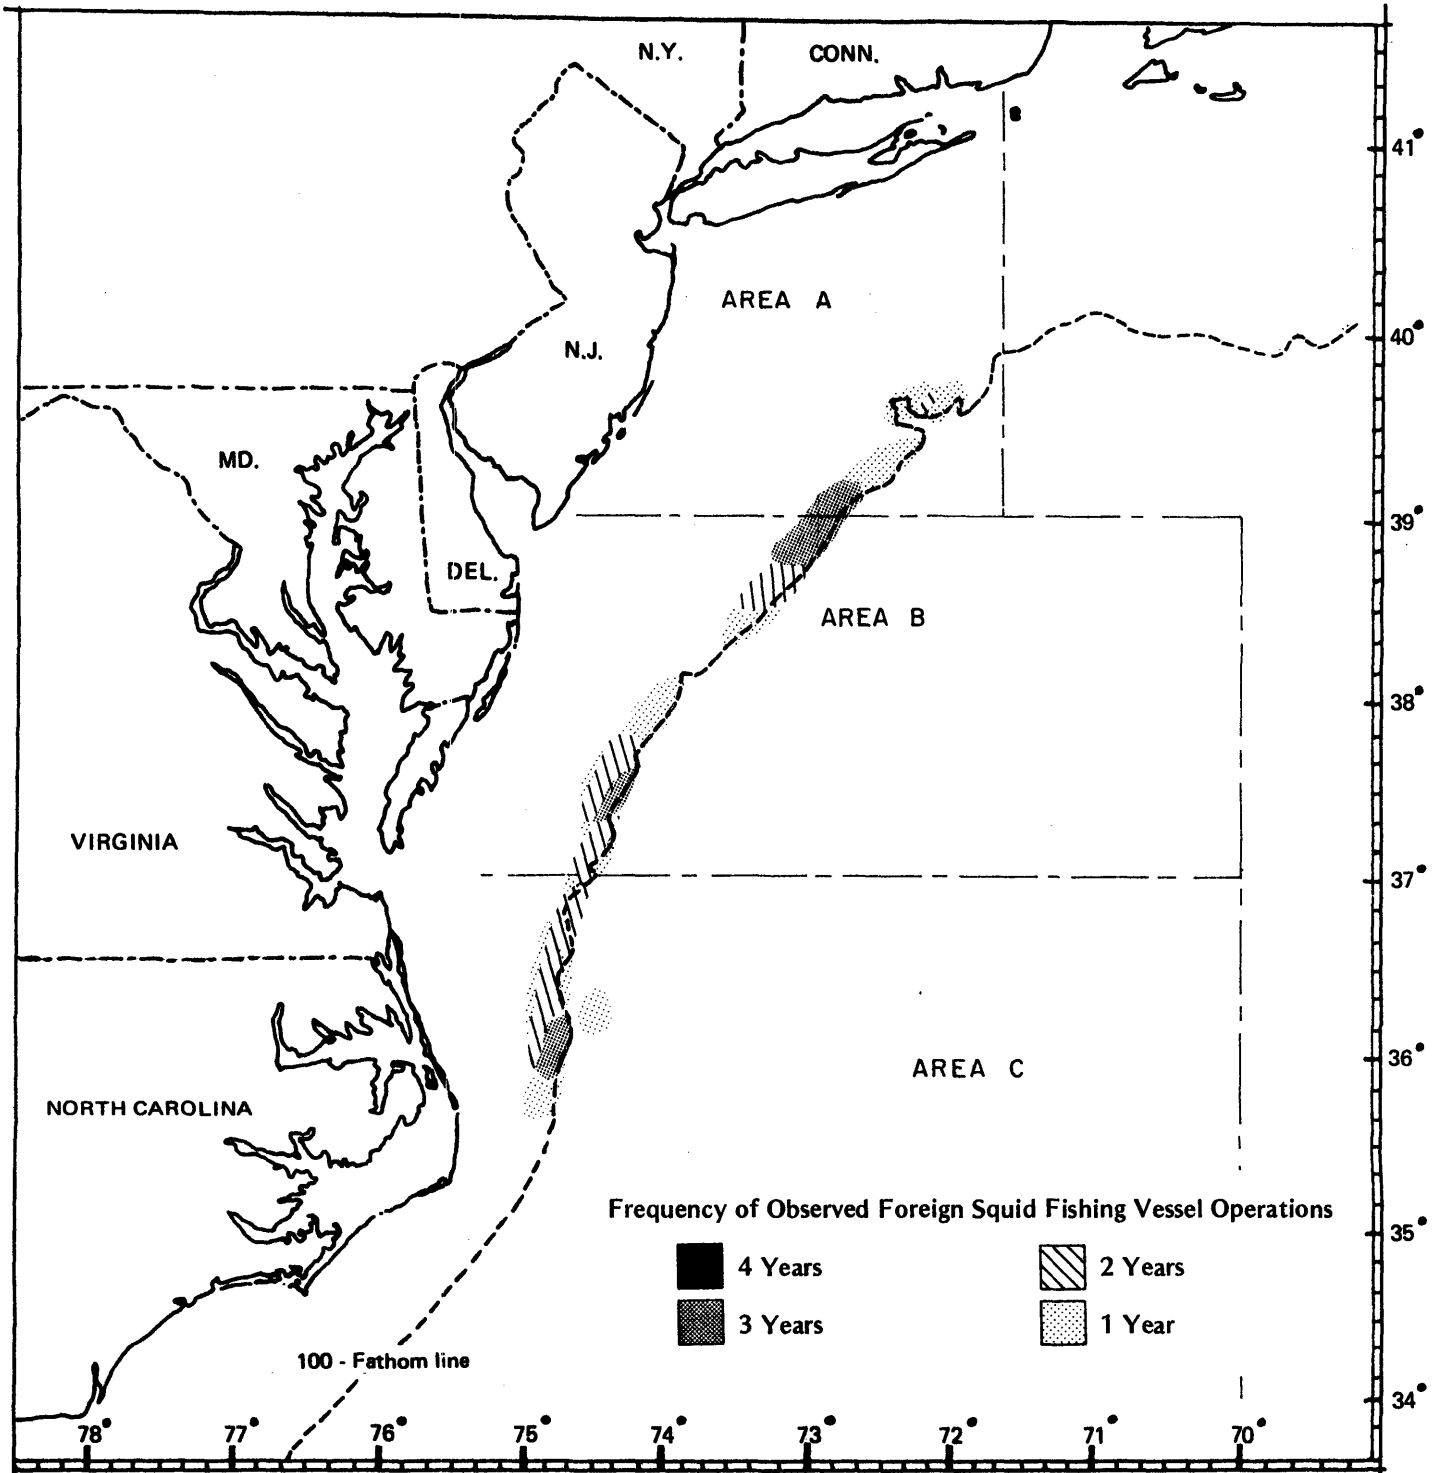 N.Y. CONN.
41°
AREA A
40°
N.J.
MD.
39°
DEL.
AREA B
38°
VIRGINIA
37°
36°
AREA C
NORTH CAROLINA
Frequency of Observed Foreign Squid Fishing Vessel Operations
35°
4 Years 2 Years
3 Years 1 Year
100 - Fathom line
34°
78° 77° 76° 75° 74° 73° 72° 71° 70°